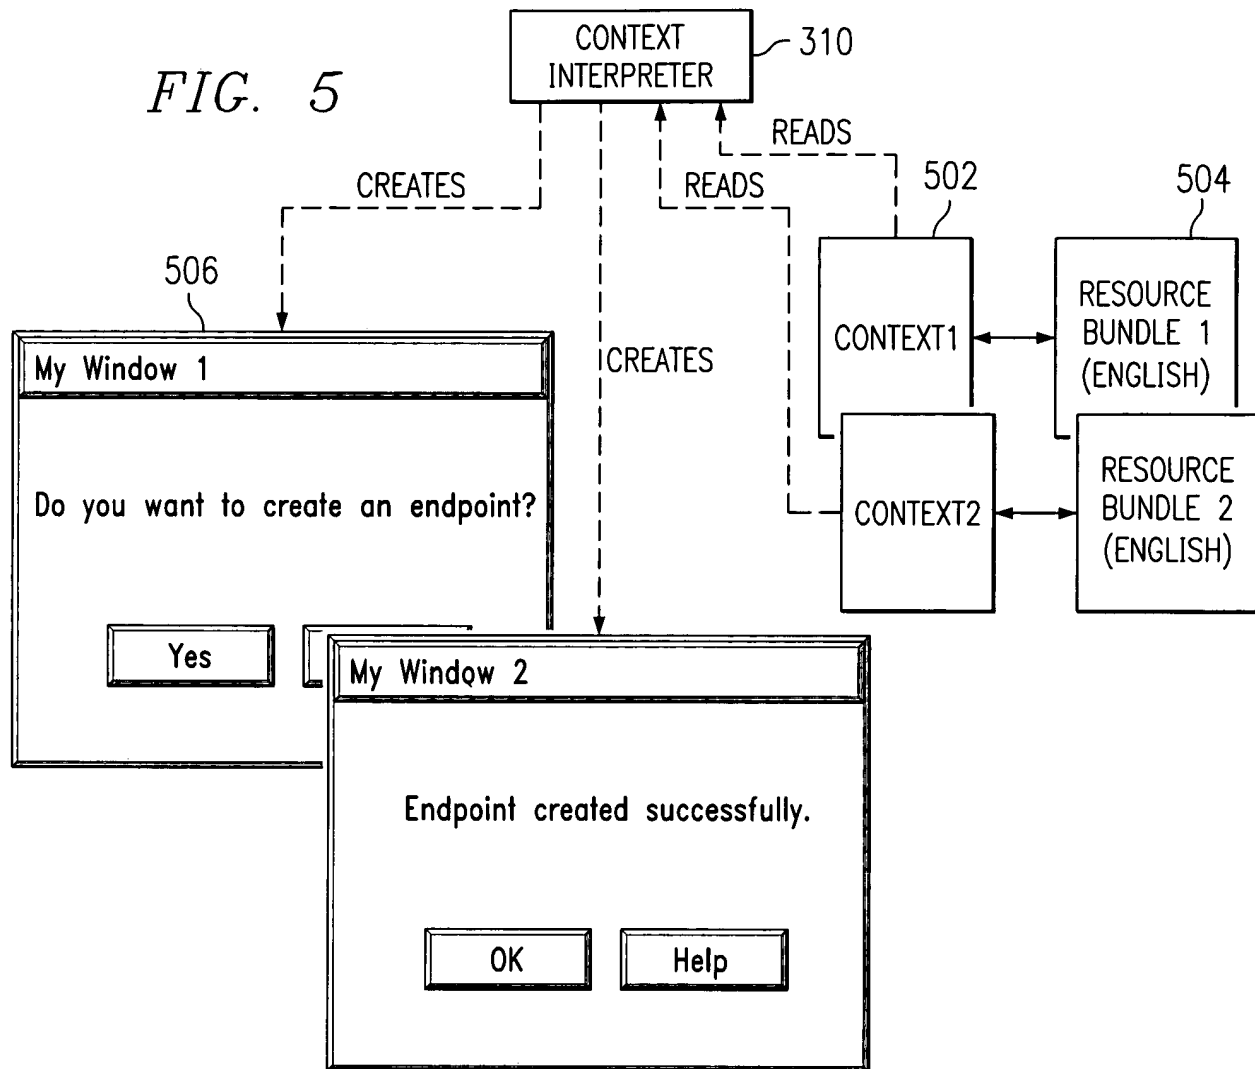 FIG. 5
CONTEXT
INTERPRETER
310
READS
CREATES
READS
502
504
506
CREATES
CONTEXT1
RESOURCE
BUNDLE 1
(ENGLISH)
CONTEXT2
RESOURCE
BUNDLE 2
(ENGLISH)
My Window 1
Do you want to create an endpoint?
Yes
My Window 2
Endpoint created successfully.
OK
Help